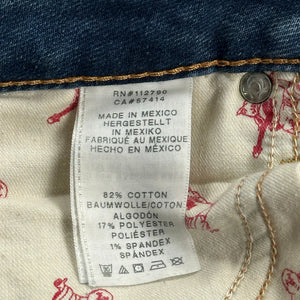 RN#112790
CA#57414
MADE IN MEXICO
HERGESTELLT
IN MEXIKO
FABRIQUÉ AU MEXIQUE
HECHO EN MÉXICO
82% COTTON
BAUMWOLLE/COTON
ALGODÓN
17% POLYESTER
POLIÉSTER
1% SPANDEX
SPÁNDEX